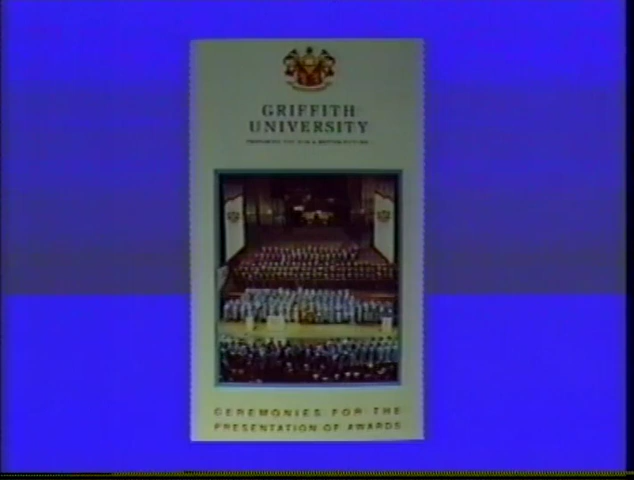 GRIFFITH
UNIVERSITY
CEREMONIES FOR THE
PRESENTATION OF AWARDS